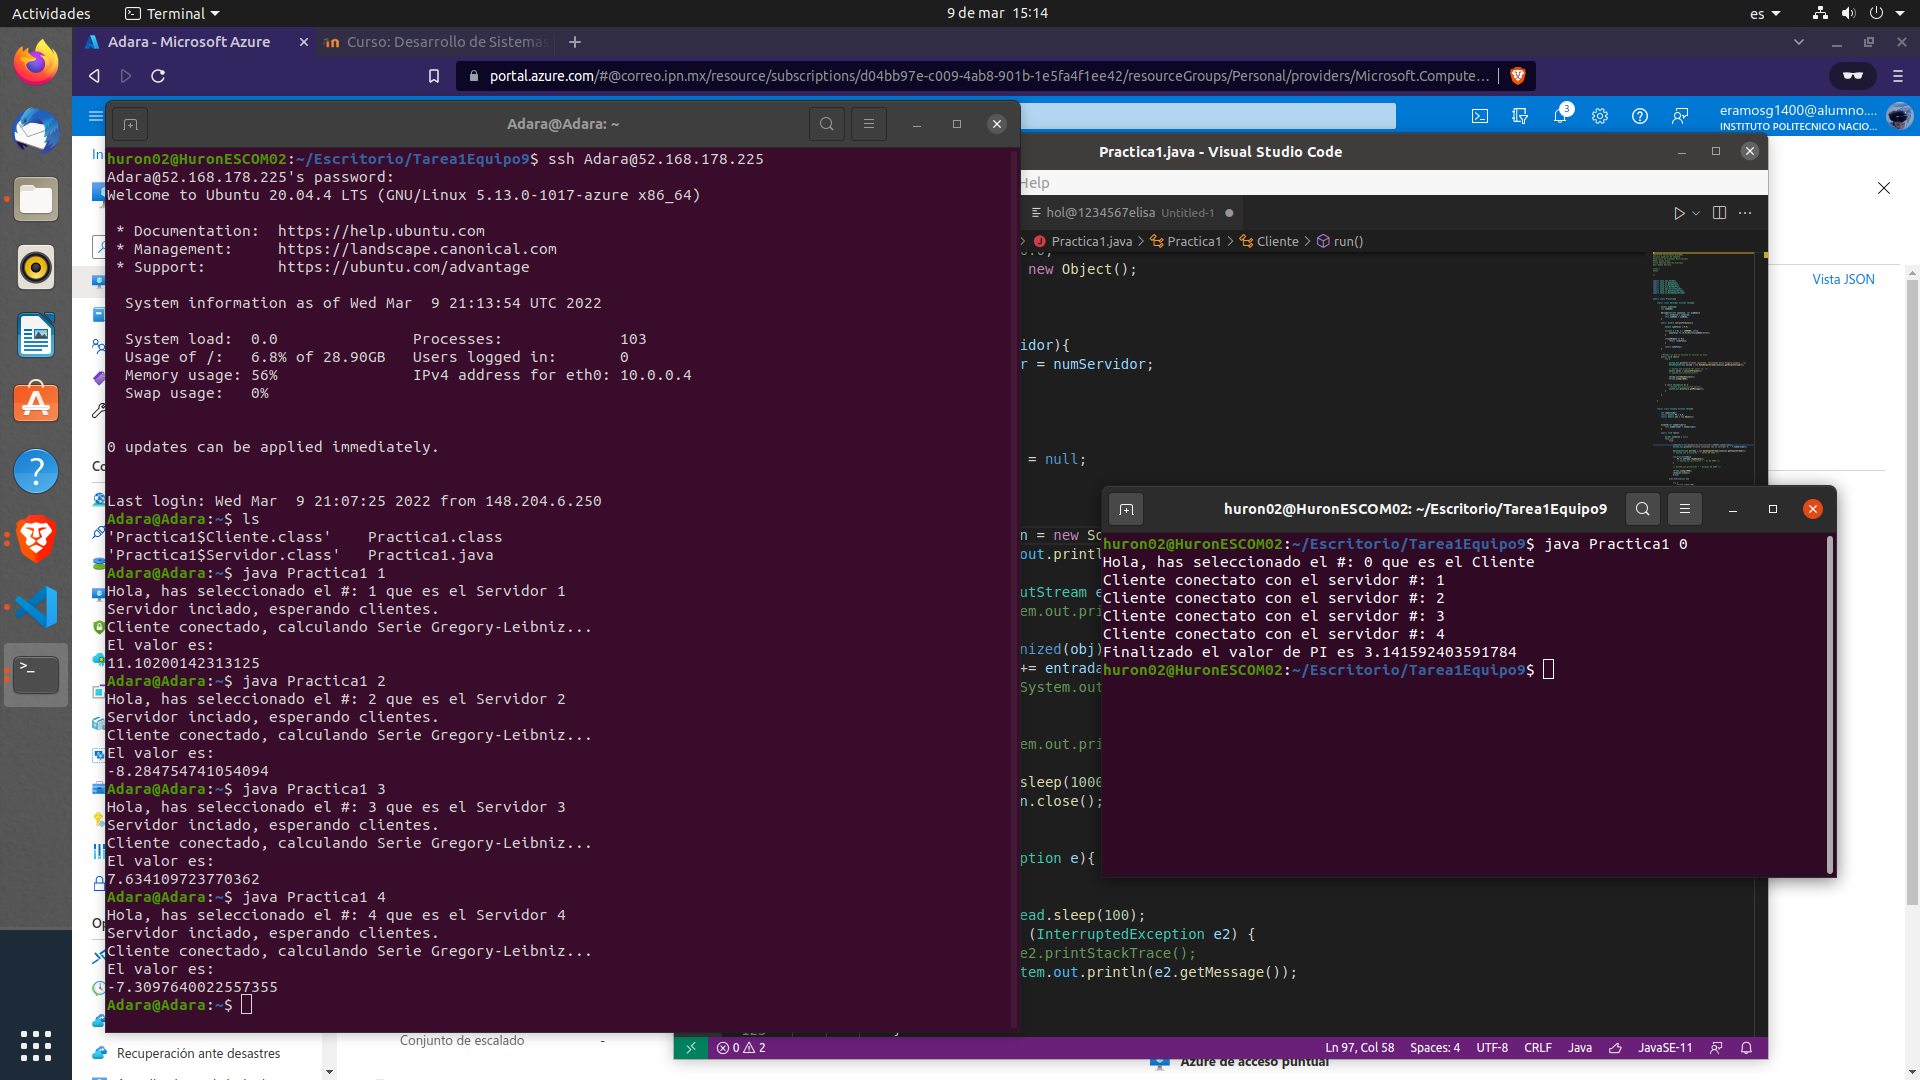 Actividades
Terminal
9 de mar  15:14
es
Adara - Microsoft Azure
Curso: Desarrollo de Sistemas
portal.azure.com/#@correo.ipn.mx/resource/subscriptions/d04bb97e-c009-4ab8-901b-1e5fa4f1ee42/resourceGroups/Personal/providers/Microsoft.Compute...
3
eramosg1400@alumno....
INSTITUTO POLITECNICO NACIO...
Vista JSON
Adara@Adara: ~
huron02@HuronESCOM02:~/Escritorio/Tarea1Equipo9$ ssh Adara@52.168.178.225
Adara@52.168.178.225's password:
Welcome to Ubuntu 20.04.4 LTS (GNU/Linux 5.13.0-1017-azure x86_64)
* Documentation:  https://help.ubuntu.com
* Management:     https://landscape.canonical.com
* Support:        https://ubuntu.com/advantage
System information as of Wed Mar  9 21:13:54 UTC 2022
System load:  0.0               Processes:             103
Usage of /:   6.8% of 28.90GB   Users logged in:       0
Memory usage: 56%               IPv4 address for eth0: 10.0.0.4
Swap usage:   0%
0 updates can be applied immediately.
Last login: Wed Mar  9 21:07:25 2022 from 148.204.6.250
Adara@Adara:~$ ls
'Practica1$Cliente.class'    Practica1.class
'Practica1$Servidor.class'   Practica1.java
Adara@Adara:~$ java Practica1 1
Hola, has seleccionado el #: 1 que es el Servidor 1
Servidor inciado, esperando clientes.
Cliente conectado, calculando Serie Gregory-Leibniz...
El valor es:
11.10200142313125
Adara@Adara:~$ java Practica1 2
Hola, has seleccionado el #: 2 que es el Servidor 2
Servidor inciado, esperando clientes.
Cliente conectado, calculando Serie Gregory-Leibniz...
El valor es:
-8.284754741054094
Adara@Adara:~$ java Practica1 3
Hola, has seleccionado el #: 3 que es el Servidor 3
Servidor inciado, esperando clientes.
Cliente conectado, calculando Serie Gregory-Leibniz...
El valor es:
7.634109723770362
Adara@Adara:~$ java Practica1 4
Hola, has seleccionado el #: 4 que es el Servidor 4
Servidor inciado, esperando clientes.
Cliente conectado, calculando Serie Gregory-Leibniz...
El valor es:
-7.3097640022557355
Adara@Adara:~$
Practica1.java - Visual Studio Code
Help
hol@1234567elisa Untitled-1
Practica1.java > Practica1 > Cliente > run()
new Object();
idor){
r = numServidor;
= null;
n = new So
out.printl
utStream e
em.out.pri
nized(obj)
+= entrada
System.out
em.out.pri
sleep(1000
n.close();
ption e){
ead.sleep(100);
(InterruptedException e2) {
e2.printStackTrace();
tem.out.println(e2.getMessage());
0 2
Ln 97, Col 58
Spaces: 4
UTF-8
CRLF
Java
JavaSE-11
huron02@HuronESCOM02: ~/Escritorio/Tarea1Equipo9
huron02@HuronESCOM02:~/Escritorio/Tarea1Equipo9$ java Practica1 0
Hola, has seleccionado el #: 0 que es el Cliente
Cliente conectato con el servidor #: 1
Cliente conectato con el servidor #: 2
Cliente conectato con el servidor #: 3
Cliente conectato con el servidor #: 4
Finalizado el valor de PI es 3.141592403591784
huron02@HuronESCOM02:~/Escritorio/Tarea1Equipo9$
Conjunto de escalado
-
Recuperación ante desastres
Azure de acceso puntual